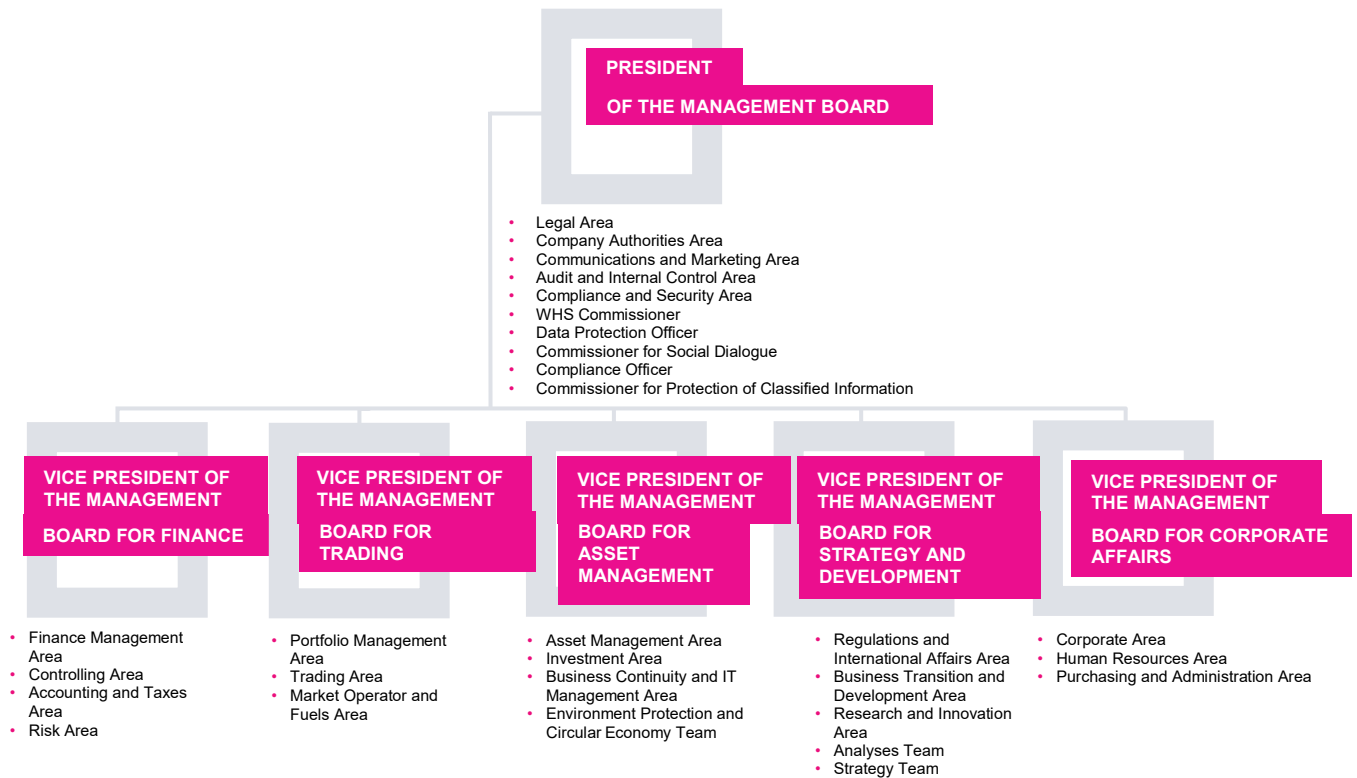 PRESIDENT
OF THE MANAGEMENT BOARD
• Legal Area
• Company Authorities Area
• Communications and Marketing Area
• Audit and Internal Control Area
• Compliance and Security Area
• WHS Commissioner
• Data Protection Officer
• Commissioner for Social Dialogue
• Compliance Officer
• Commissioner for Protection of Classified Information
VICE PRESIDENT OF
THE MANAGEMENT
BOARD FOR FINANCE
• Finance Management
Area
• Controlling Area
• Accounting and Taxes
Area
• Risk Area
VICE PRESIDENT OF
THE MANAGEMENT
BOARD FOR
TRADING
• Portfolio Management
Area
• Trading Area
• Market Operator and
Fuels Area
VICE PRESIDENT OF
THE MANAGEMENT
BOARD FOR
ASSET
MANAGEMENT
• Asset Management Area
• Investment Area
• Business Continuity and IT
Management Area
• Environment Protection and
Circular Economy Team
VICE PRESIDENT OF
THE MANAGEMENT
BOARD FOR
STRATEGY AND
DEVELOPMENT
• Regulations and
International Affairs Area
• Business Transition and
Development Area
• Research and Innovation
Area
• Analyses Team
• Strategy Team
VICE PRESIDENT OF
THE MANAGEMENT
BOARD FOR CORPORATE
AFFAIRS
• Corporate Area
• Human Resources Area
• Purchasing and Administration Area